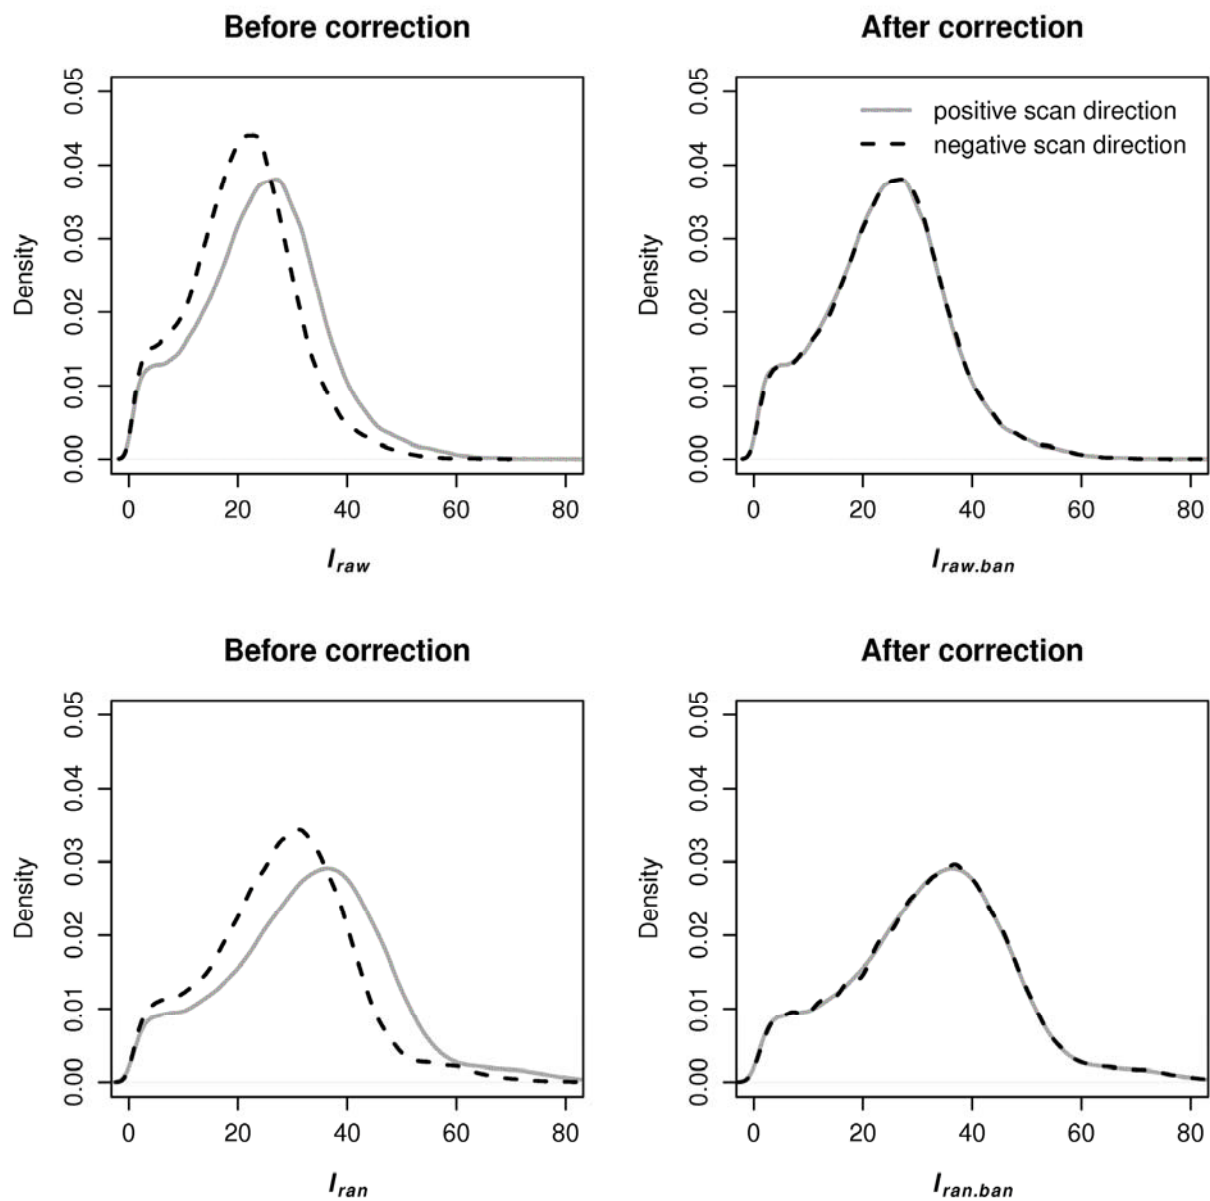 Before correction
After correction
0.00 0.01 0.02 0.03 0.04 0.05
Density
0 20 40 60 80
I raw
positive scan direction
negative scan direction
0.00 0.01 0.02 0.03 0.04 0.05
Density
0 20 40 60 80
I raw.ban
Before correction
After correction
0.00 0.01 0.02 0.03 0.04 0.05
Density
0 20 40 60 80
I ran
0.00 0.01 0.02 0.03 0.04 0.05
Density
0 20 40 60 80
I ran.ban